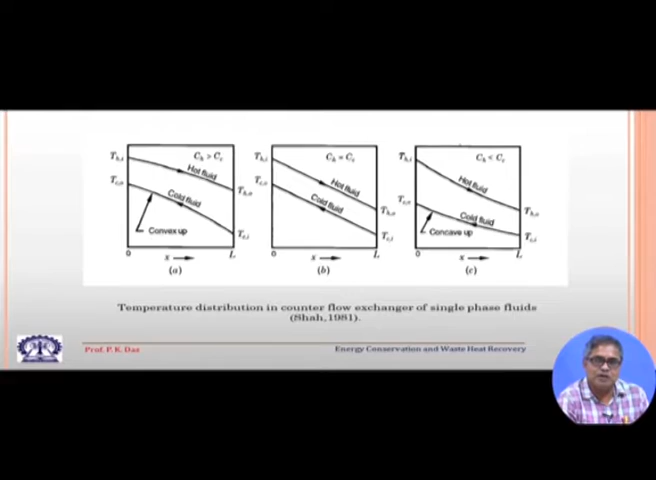 C_h > C_c
C_h = C_c
C_h < C_c
T_h,i
T_h,i
T_h,i
Hot fluid
Hot fluid
Hot fluid
T_c,o
T_c,o
T_c,o
Cold fluid
Cold fluid
Cold fluid
T_h,o
T_h,o
T_h,o
Convex up
Concave up
T_c,i
T_c,i
T_c,i
0 x L
0 x L
0 x L
(a)
(b)
(c)
Temperature distribution in counter flow exchanger of single phase fluids
(Shah,1981).
Prof. P. K. Das
Energy Conservation and Waste Heat Recovery